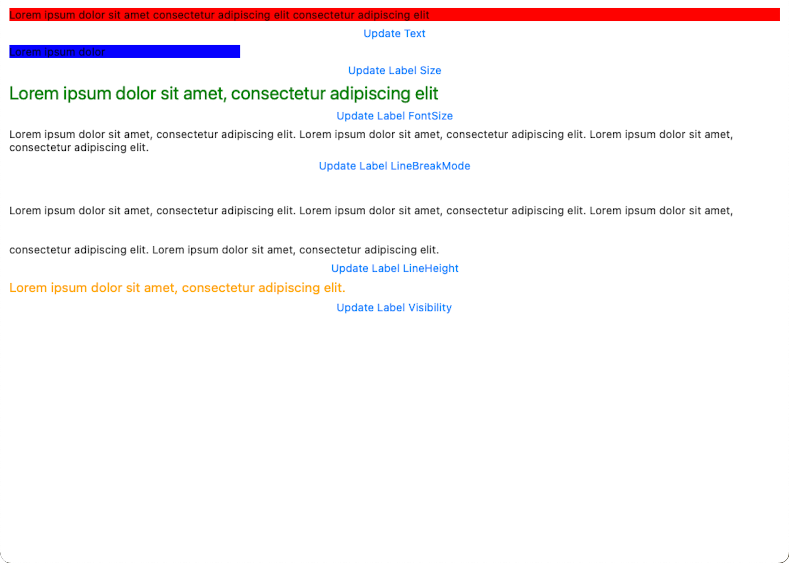 Lorem ipsum dolor sit amet consectetur adipiscing elit consectetur adipiscing elit
Update Text
Lorem ipsum dolor
Update Label Size
Lorem ipsum dolor sit amet, consectetur adipiscing elit
Update Label FontSize
Lorem ipsum dolor sit amet, consectetur adipiscing elit. Lorem ipsum dolor sit amet, consectetur adipiscing elit. Lorem ipsum dolor sit amet,
consectetur adipiscing elit.
Update Label LineBreakMode
Lorem ipsum dolor sit amet, consectetur adipiscing elit. Lorem ipsum dolor sit amet, consectetur adipiscing elit. Lorem ipsum dolor sit amet,
consectetur adipiscing elit. Lorem ipsum dolor sit amet, consectetur adipiscing elit.
Update Label LineHeight
Lorem ipsum dolor sit amet, consectetur adipiscing elit.
Update Label Visibility